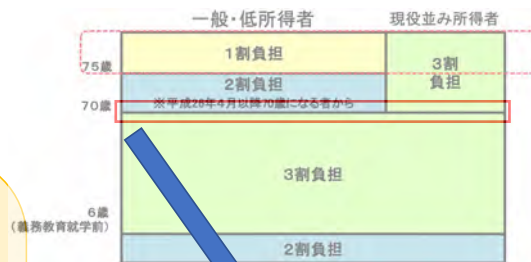 一般・低所得者
現役並み所得者
1割負担
3割
負担
75歳
2割負担
※平成26年4月以降70歳になる者から
70歳
3割負担
6歳
(義務教育就学前)
2割負担